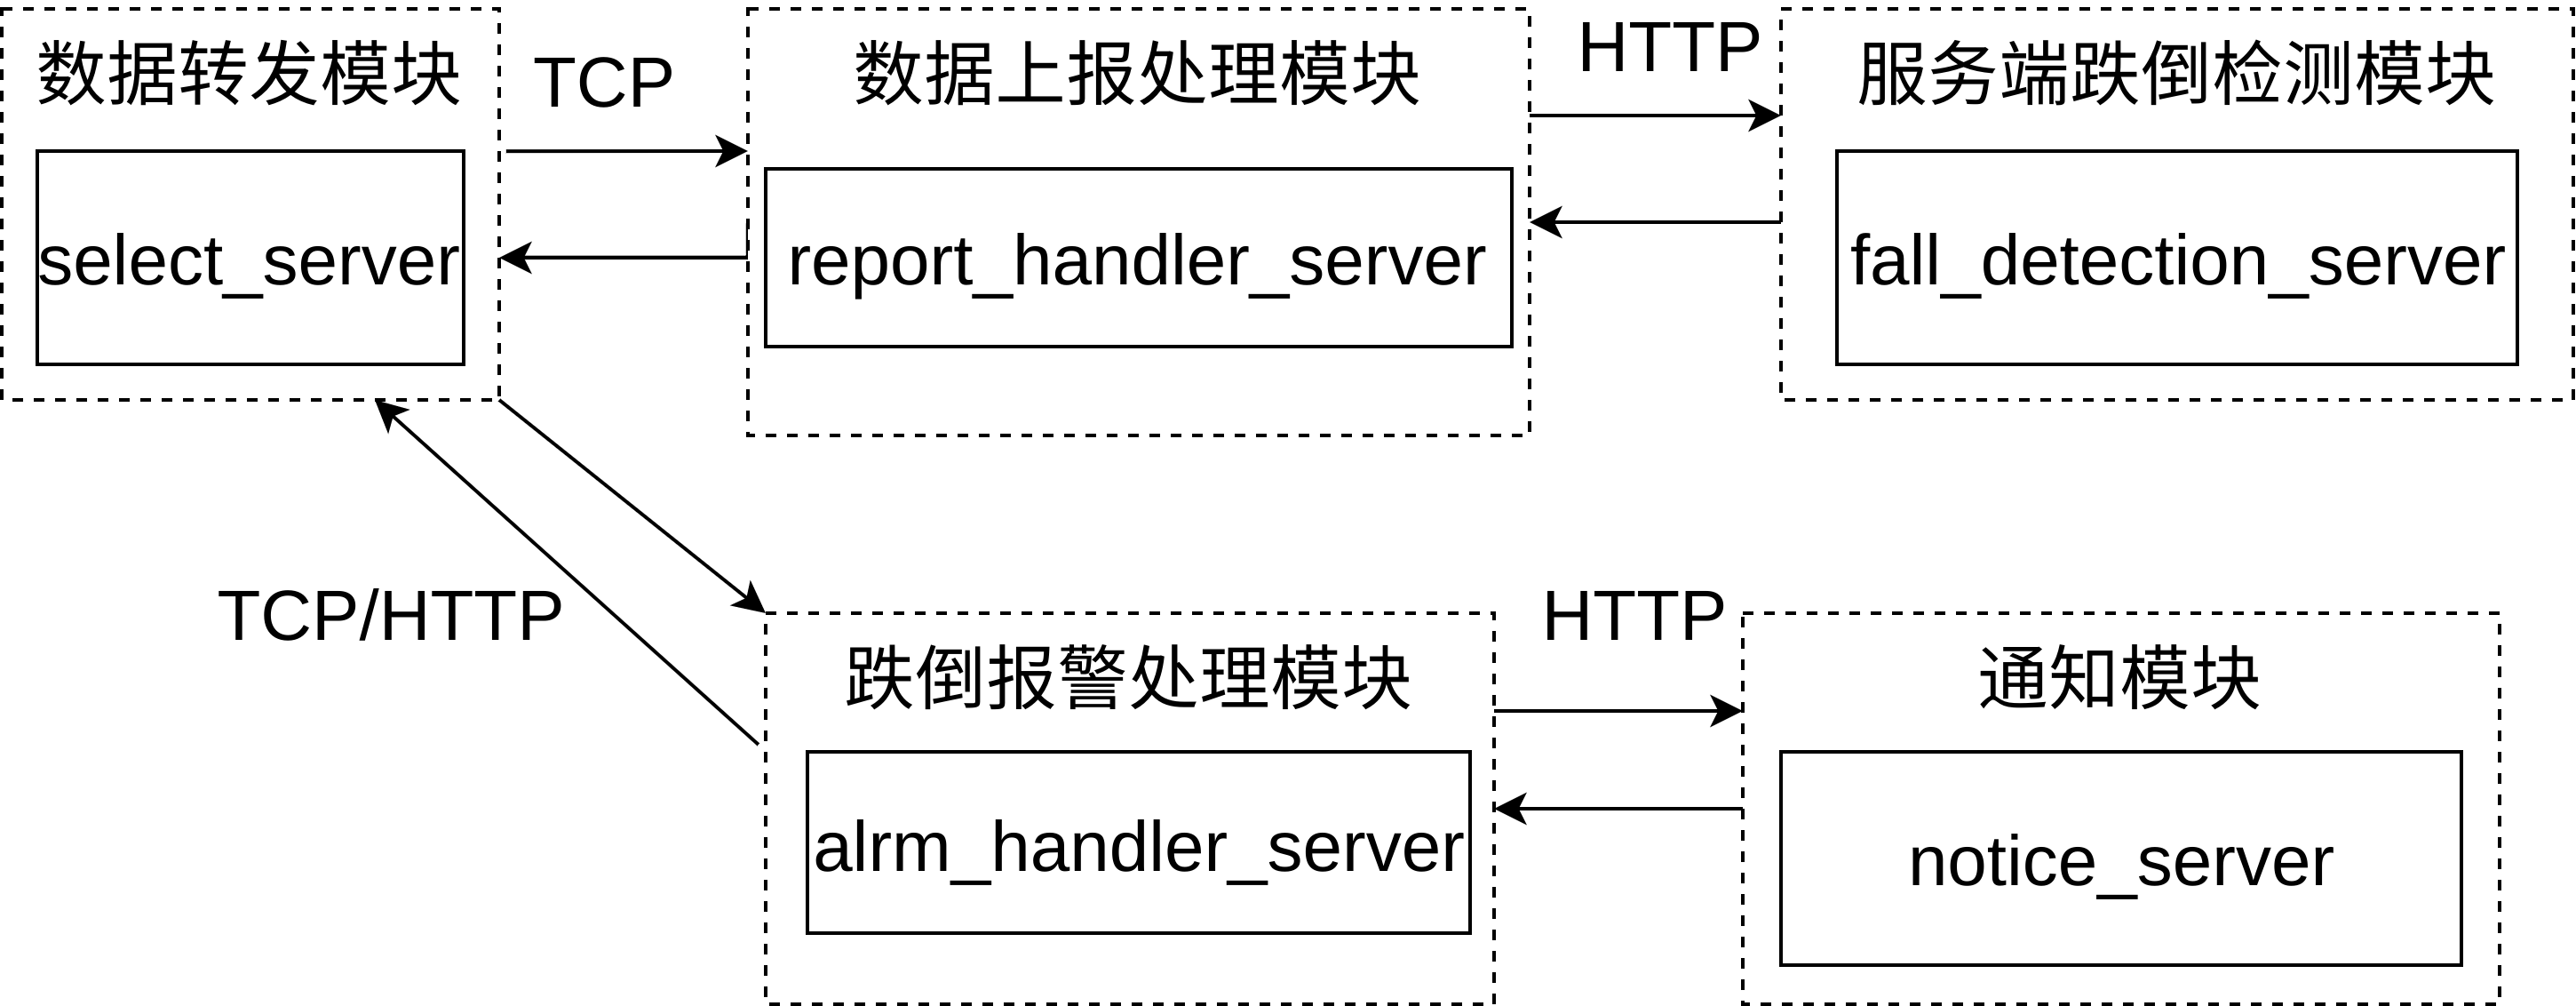 数据转发模块
TCP
数据上报处理模块
HTTP
服务端跌倒检测模块
select_server
report_handler_server
fall_detection_server
TCP/HTTP
跌倒报警处理模块
HTTP
通知模块
alrm_handler_server
notice_server